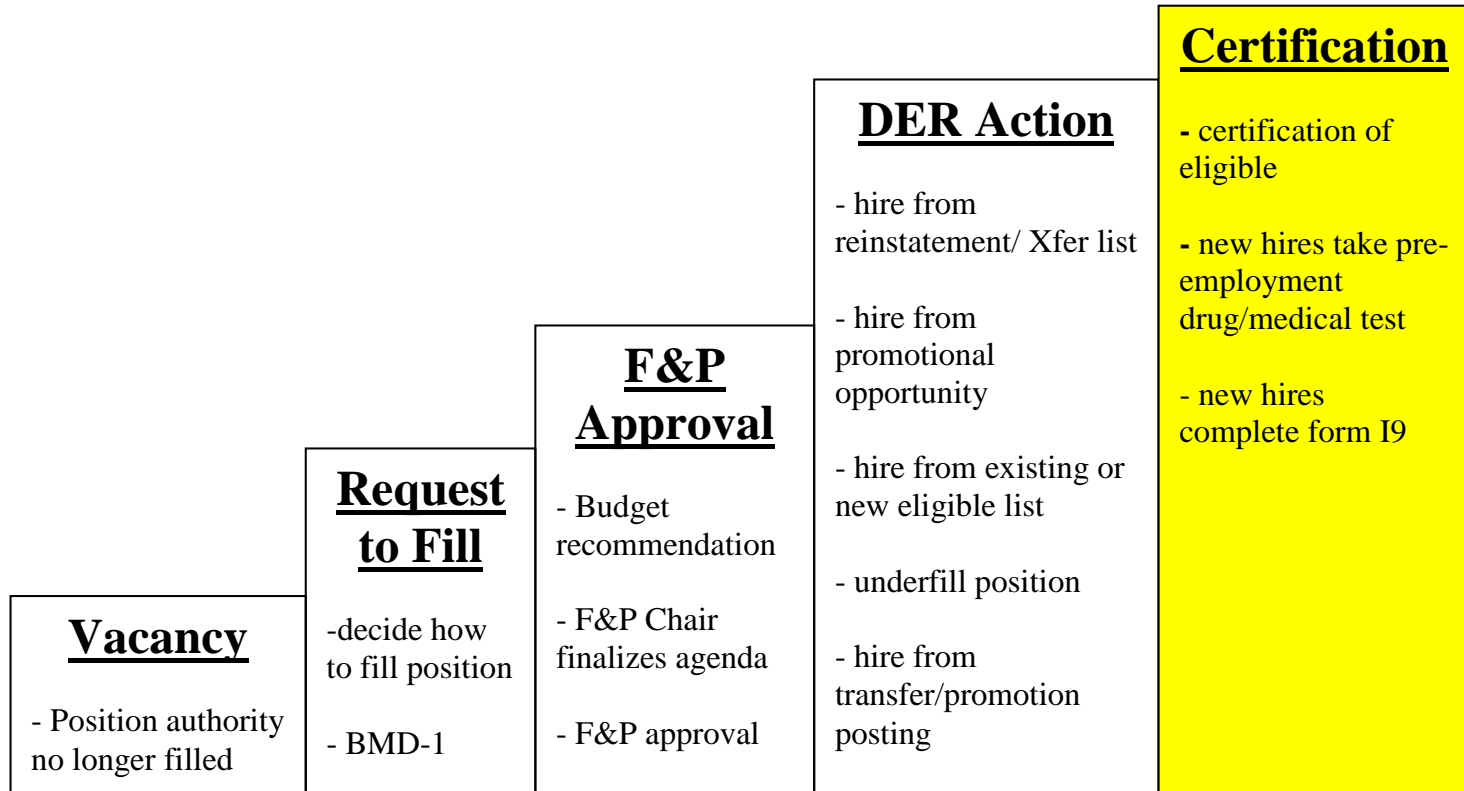 Vacancy
- Position authority
no longer filled
Request
to Fill
-decide how
to fill position
- BMD-1
F&P
Approval
- Budget
recommendation
- F&P Chair
finalizes agenda
- F&P approval
DER Action
- hire from
reinstatement/ Xfer list
- hire from
promotional
opportunity
- hire from existing or
new eligible list
- underfill position
- hire from
transfer/promotion
posting
Certification
- certification of
eligible
- new hires take pre-
employment
drug/medical test
- new hires
complete form I9